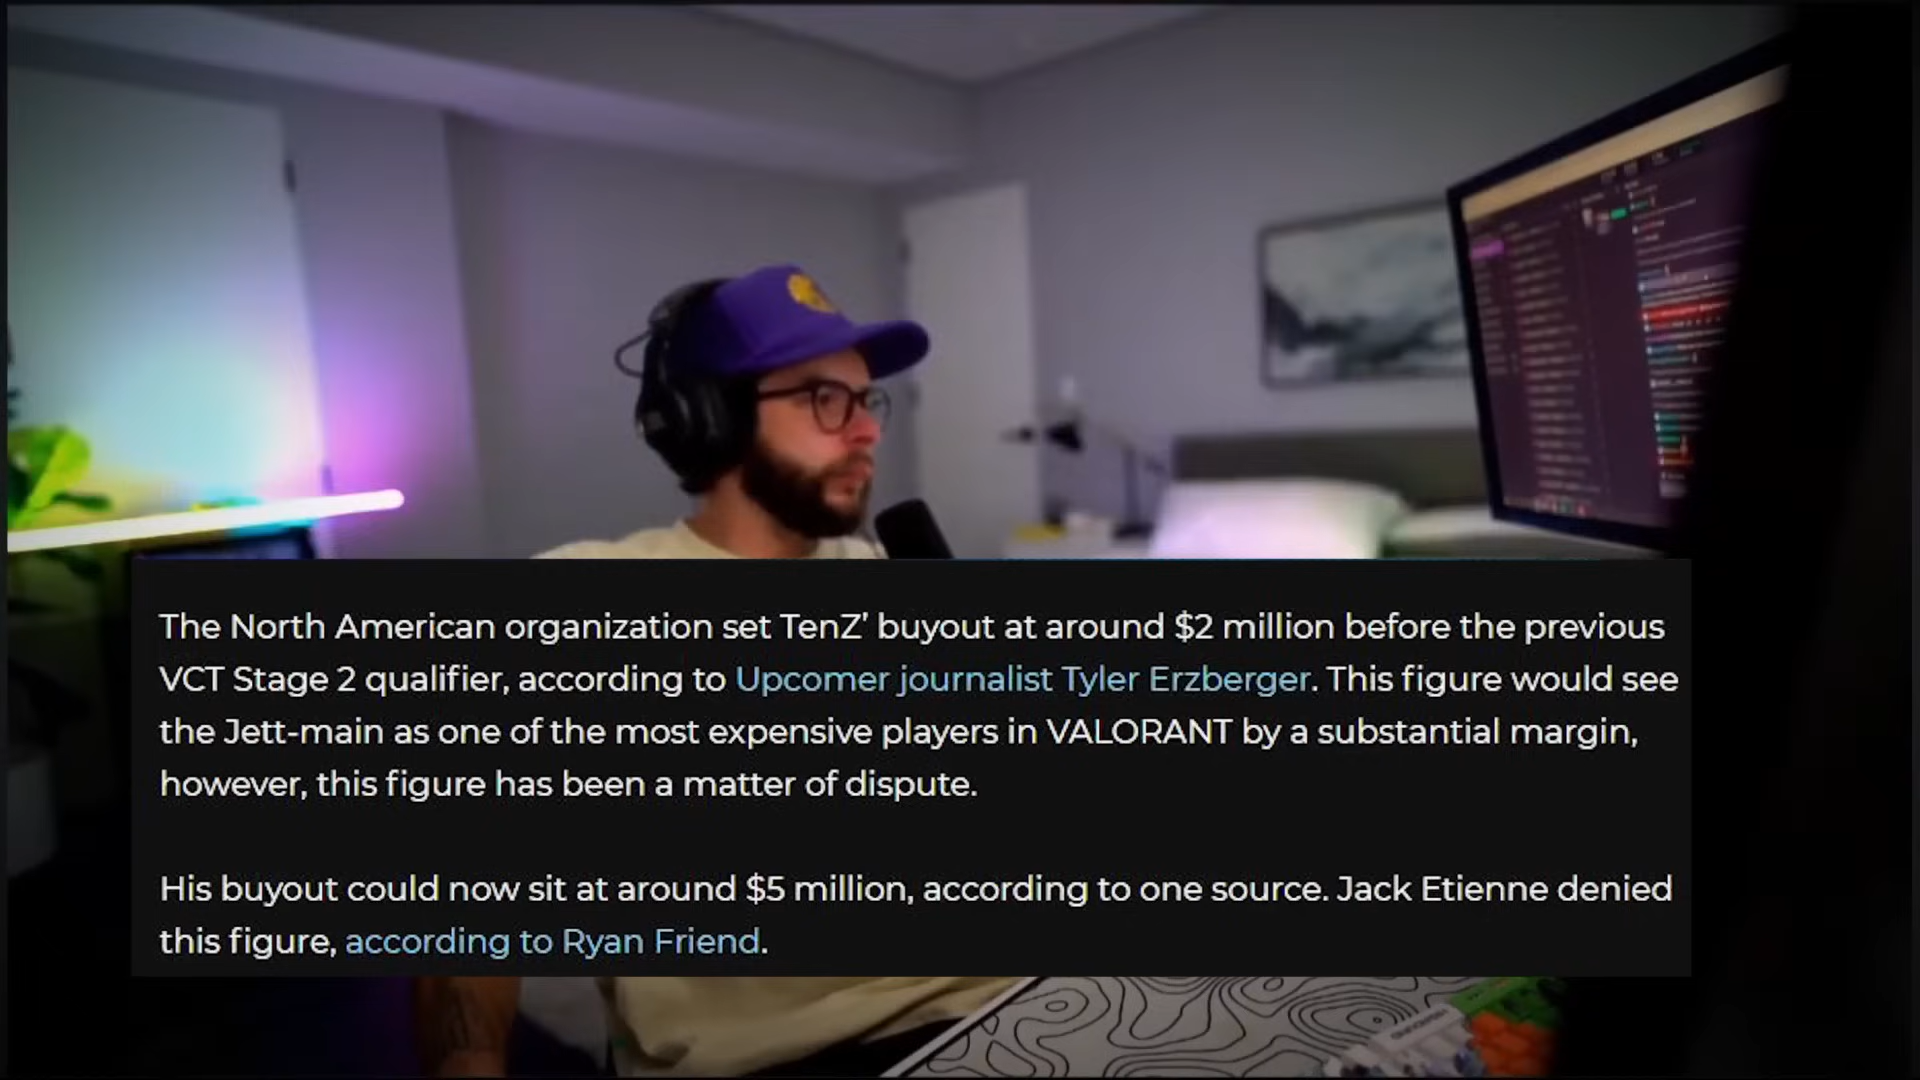 The North American organization set TenZ’ buyout at around $2 million before the previous
VCT Stage 2 qualifier, according to Upcomer journalist Tyler Erzberger. This figure would see
the Jett-main as one of the most expensive players in VALORANT by a substantial margin,
however, this figure has been a matter of dispute.
His buyout could now sit at around $5 million, according to one source. Jack Etienne denied
this figure, according to Ryan Friend.